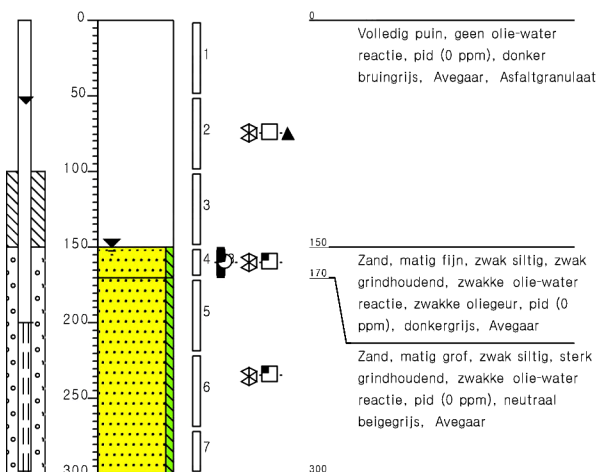 0
0
Volledig puin, geen olie-water
reactie, pid (0 ppm), donker
bruingrijs, Avegaar, Asfaltgranulaat
1
50
2
100
3
150
150
Zand, matig fijn, zwak siltig, zwak
grindhoudend, zwakke olie-water
reactie, zwakke oliegeur, pid (0
ppm), donkergrijs, Avegaar
4
170
5
200
Zand, matig grof, zwak siltig, sterk
grindhoudend, zwakke olie-water
reactie, pid (0 ppm), neutraal
beigegrijs, Avegaar
6
250
7
300
300